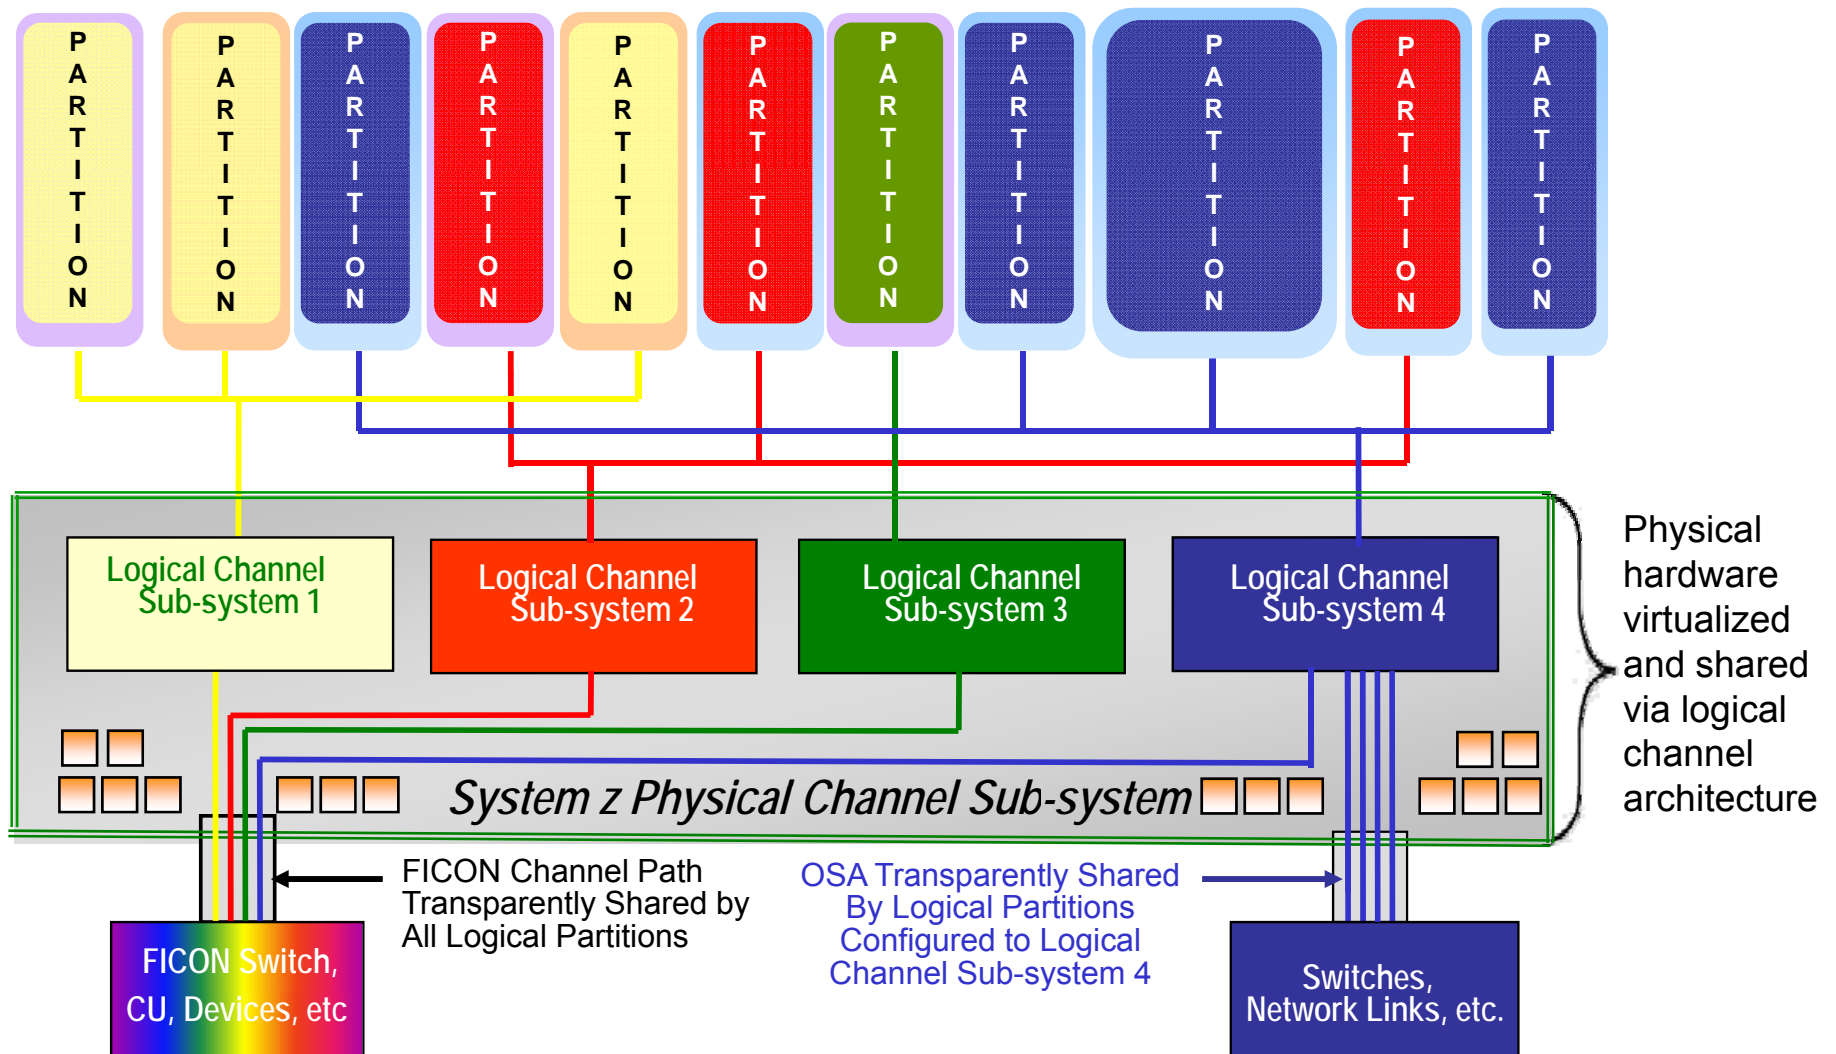 PARTITION
PARTITION
PARTITION
PARTITION
PARTITION
PARTITION
PARTITION
PARTITION
PARTITION
PARTITION
PARTITION
Logical Channel
Sub-system 1
Logical Channel
Sub-system 2
Logical Channel
Sub-system 3
Logical Channel
Sub-system 4
Physical
hardware
virtualized
and shared
via logical
channel
architecture
System z Physical Channel Sub-system
FICON Channel Path
Transparently Shared by
All Logical Partitions
OSA Transparently Shared
By Logical Partitions
Configured to Logical
Channel Sub-system 4
FICON Switch,
CU, Devices, etc
Switches,
Network Links, etc.